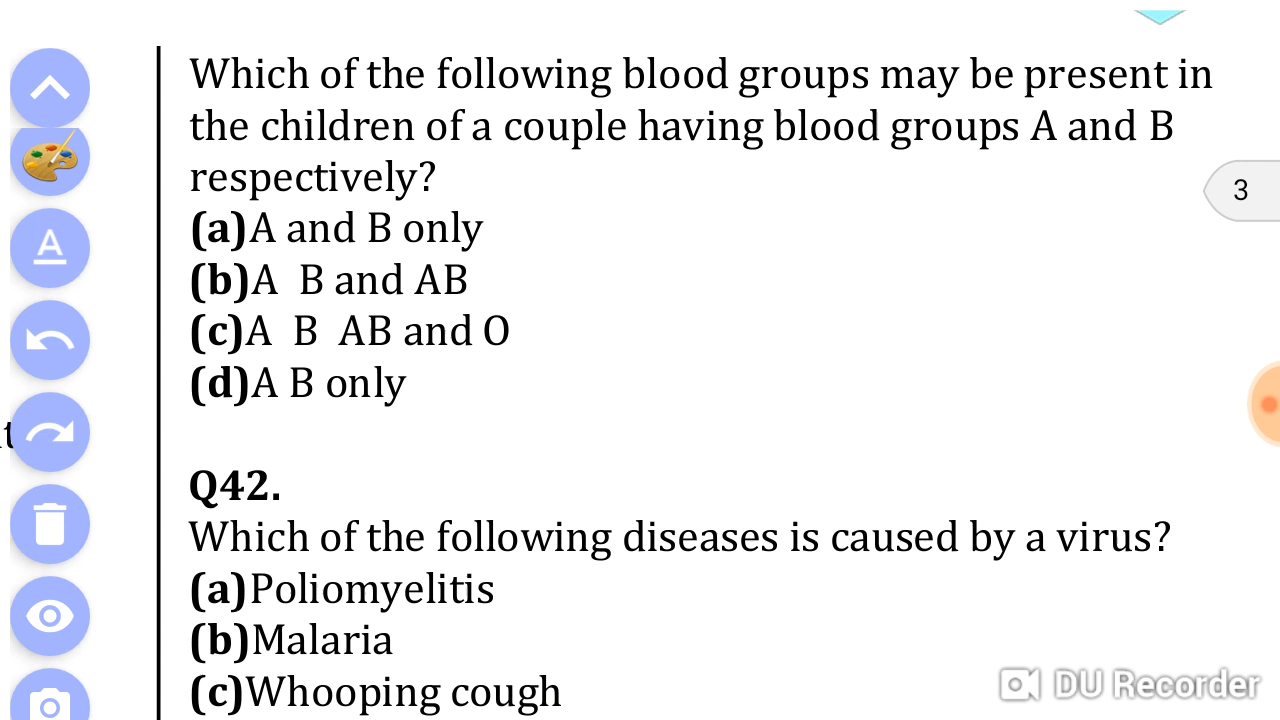 Which of the following blood groups may be present in
the children of a couple having blood groups A and B
respectively?
(a)A and B only
(b)A  B and AB
(c)A  B  AB and O
(d)A B only
Q42.
Which of the following diseases is caused by a virus?
(a)Poliomyelitis
(b)Malaria
(c)Whooping cough
3
A
DU Recorder